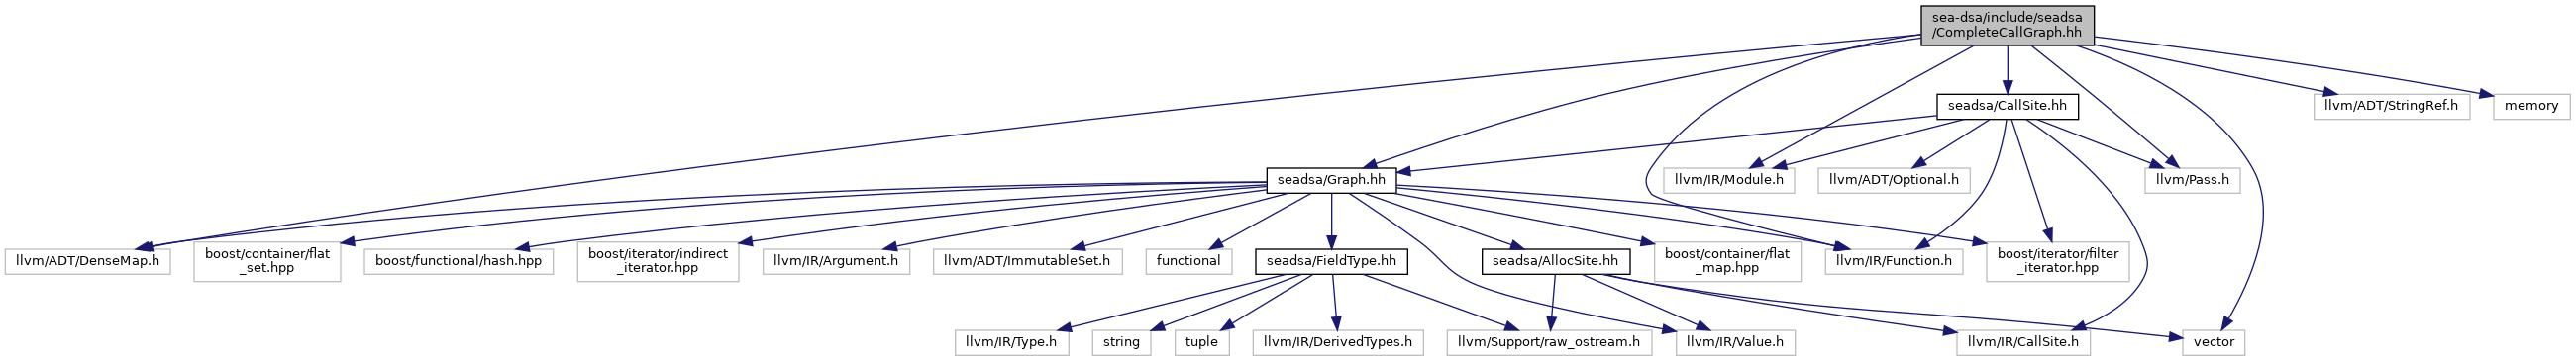 sea-dsa/include/seadsa
/CompleteCallGraph.hh
seadsa/CallSite.hh
llvm/ADT/StringRef.h
memory
seadsa/Graph.hh
llvm/IR/Module.h
llvm/ADT/Optional.h
llvm/Pass.h
llvm/ADT/DenseMap.h
boost/container/flat
_set.hpp
boost/functional/hash.hpp
boost/iterator/indirect
_iterator.hpp
llvm/IR/Argument.h
llvm/ADT/ImmutableSet.h
functional
seadsa/FieldType.hh
seadsa/AllocSite.hh
boost/container/flat
_map.hpp
llvm/IR/Function.h
boost/iterator/filter
_iterator.hpp
llvm/IR/Type.h
string
tuple
llvm/IR/DerivedTypes.h
llvm/Support/raw_ostream.h
llvm/IR/Value.h
llvm/IR/CallSite.h
vector